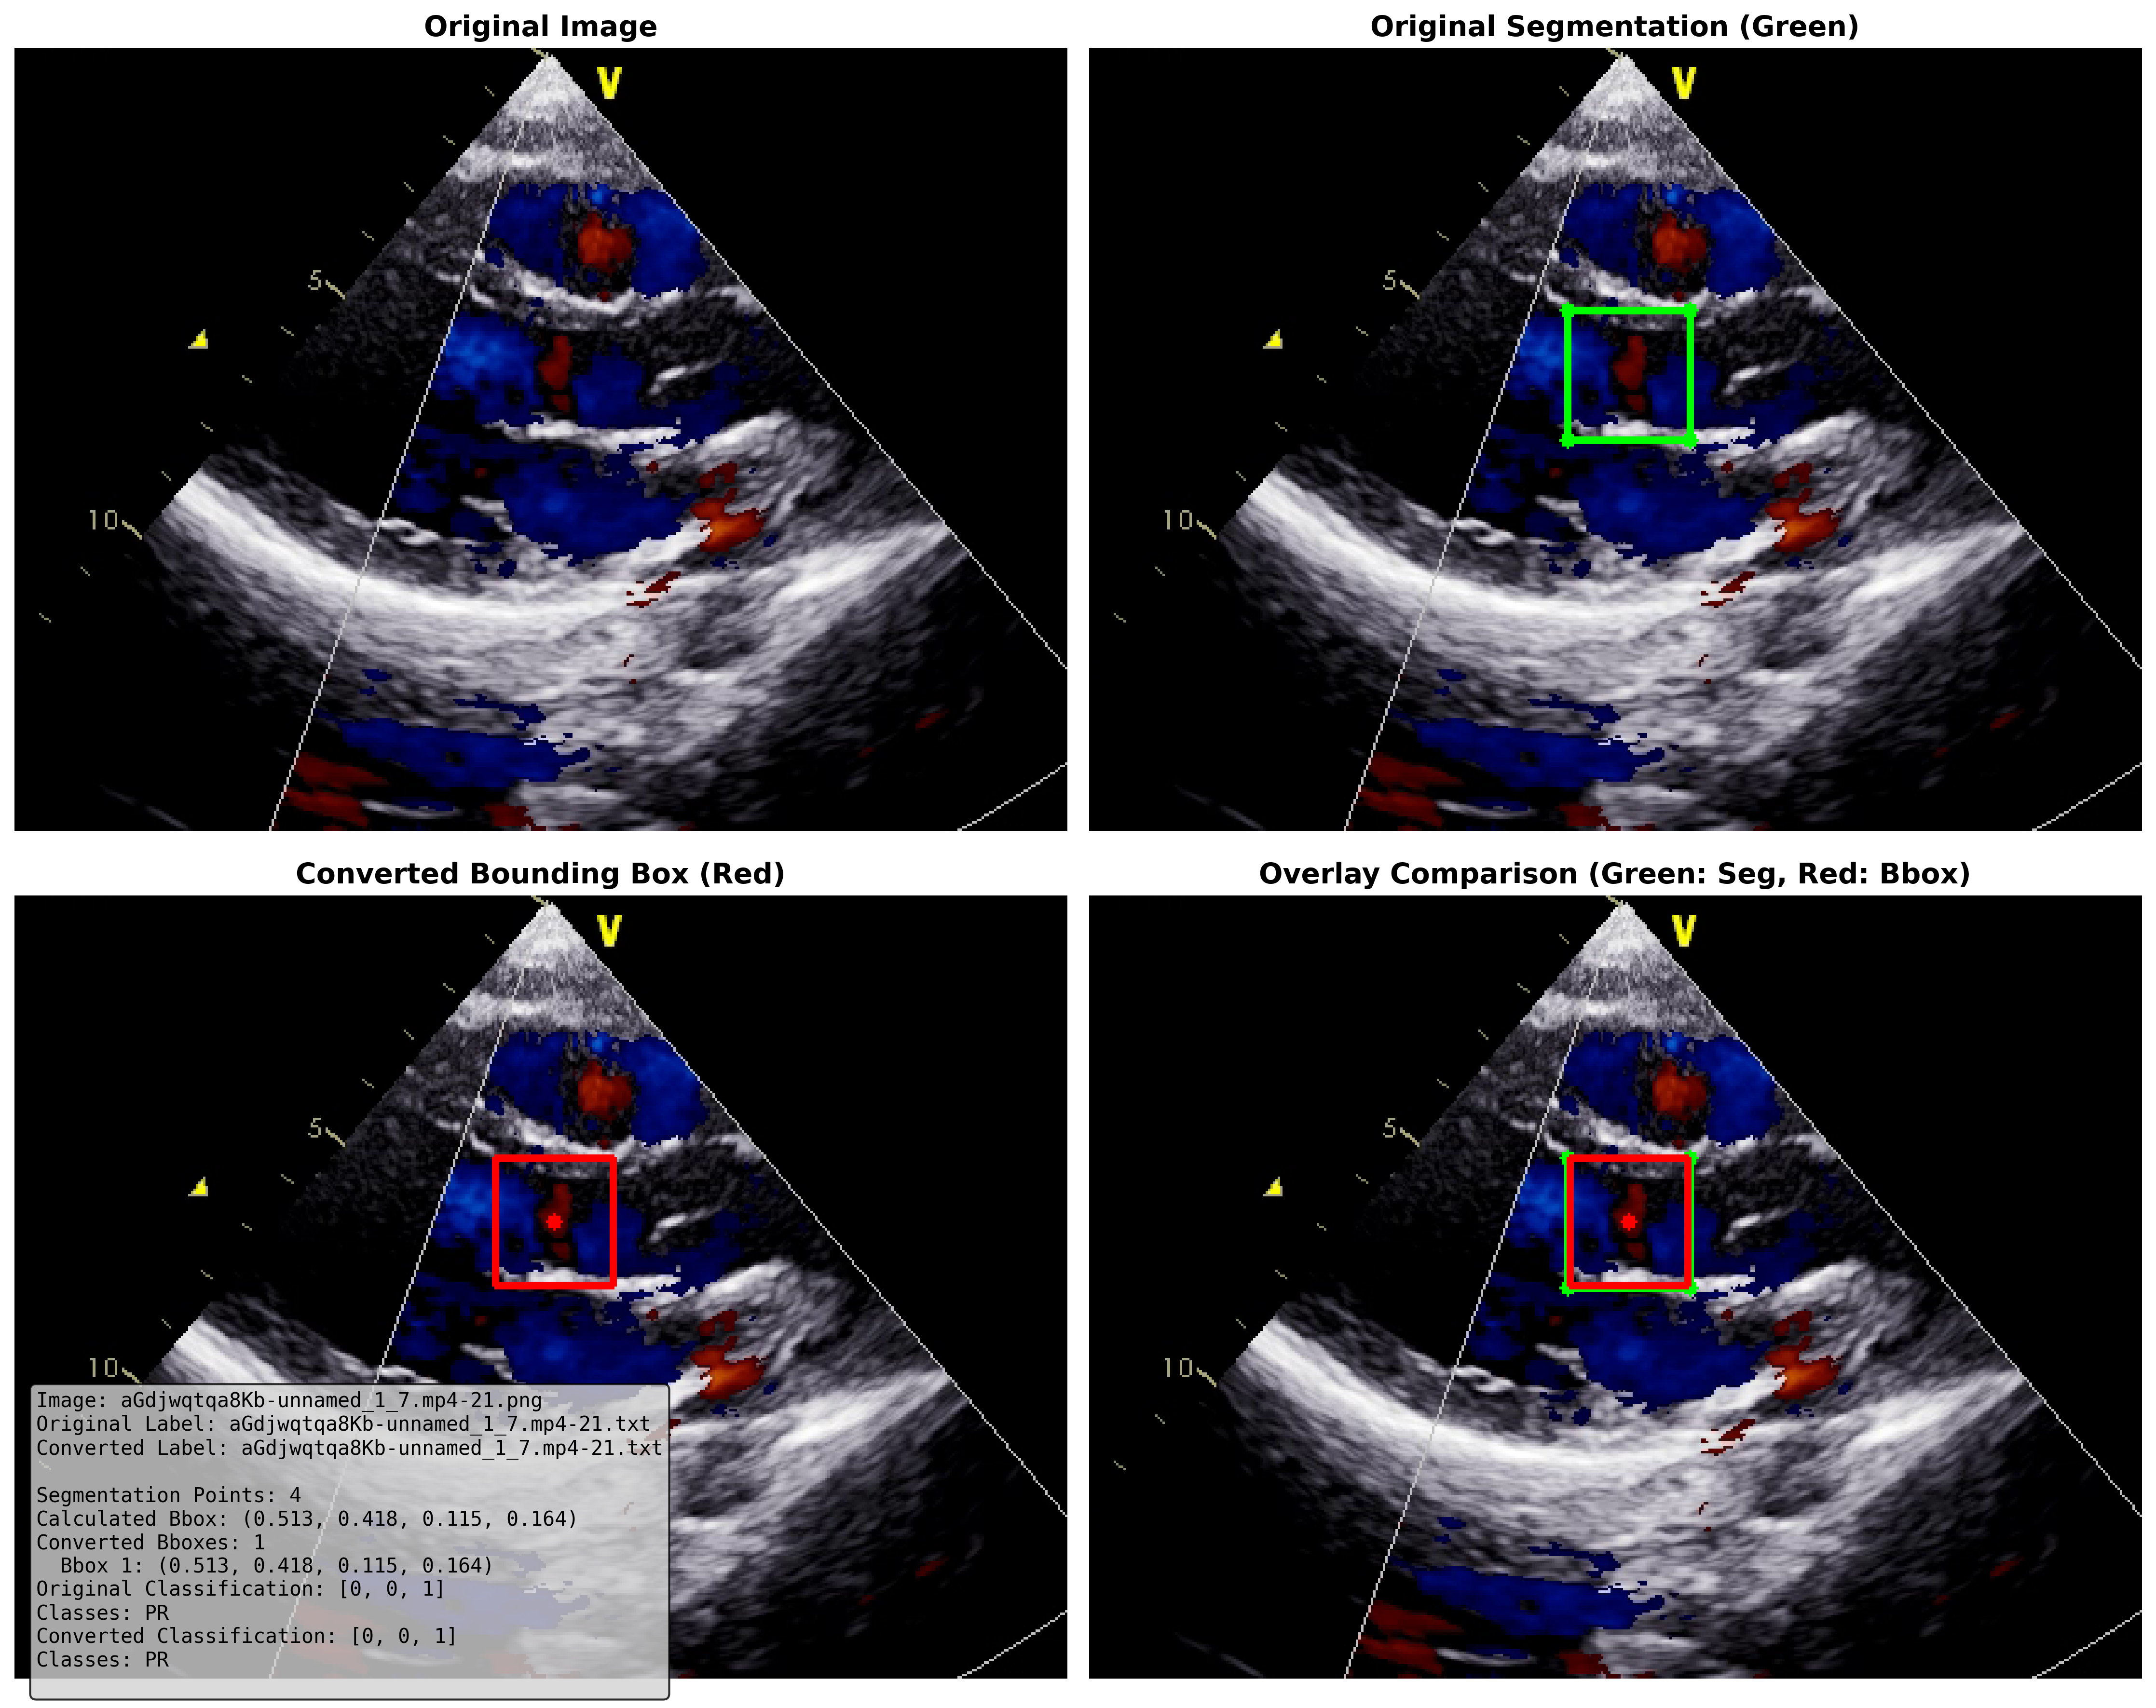 Original Image
Original Segmentation (Green)
V
5
10
V
5
10
Converted Bounding Box (Red)
Overlay Comparison (Green: Seg, Red: Bbox)
V
5
10
V
5
10
Image: aGdjwqtqa8Kb-unnamed_1_7.mp4-21.png
Original Label: aGdjwqtqa8Kb-unnamed_1_7.mp4-21.txt
Converted Label: aGdjwqtqa8Kb-unnamed_1_7.mp4-21.txt
Segmentation Points: 4
Calculated Bbox: (0.513, 0.418, 0.115, 0.164)
Converted Bboxes: 1
Bbox 1: (0.513, 0.418, 0.115, 0.164)
Original Classification: [0, 0, 1]
Classes: PR
Converted Classification: [0, 0, 1]
Classes: PR